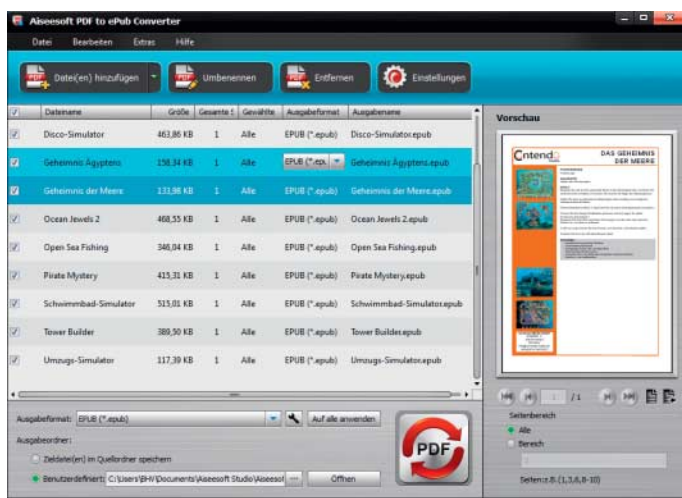 Aiseesoft PDF to ePub Converter
Datei Bearbeiten Extras Hilfe
Datei(en) hinzufügen Umbenennen Entfernen Einstellungen
Dateiname Größe Gesamte S Gewählte Ausgabeformat Ausgabename
Disco-Simulator 463,86 KB 1 Alle EPUB (*.epub) Disco-Simulator.epub
Geheimnis Ägyptens 158,34 KB 1 Alle EPUB (*.ep Geheimnis Ägyptens.epub
Geheimnis der Meere 133,98 KB 1 Alle EPUB (*.epub) Geheimnis der Meere.epub
Ocean Jewels 2 468,55 KB 1 Alle EPUB (*.epub) Ocean Jewels 2.epub
Open Sea Fishing 346,04 KB 1 Alle EPUB (*.epub) Open Sea Fishing.epub
Pirate Mystery 415,31 KB 1 Alle EPUB (*.epub) Pirate Mystery.epub
Schwimmbad-Simulator 515,01 KB 1 Alle EPUB (*.epub) Schwimmbad-Simulator.epub
Tower Builder 389,50 KB 1 Alle EPUB (*.epub) Tower Builder.epub
Umzugs-Simulator 117,39 KB 1 Alle EPUB (*.epub) Umzugs-Simulator.epub
Vorschau
Cntendo
DAS GEHEIMNIS
DER MEERE
1 / 1
Seitenbereich
Alle
Bereich
Seiten:z.B.(1,3,6,8-10)
Ausgabeformat: EPUB (*.epub) Auf alle anwenden
Ausgabeordner:
Zieldatei(en) im Quellordner speichern
Benutzerdefiniert: C:\Users\BHV\Documents\Aiseesoft Studio\Aiseesof ... Öffnen
PDF